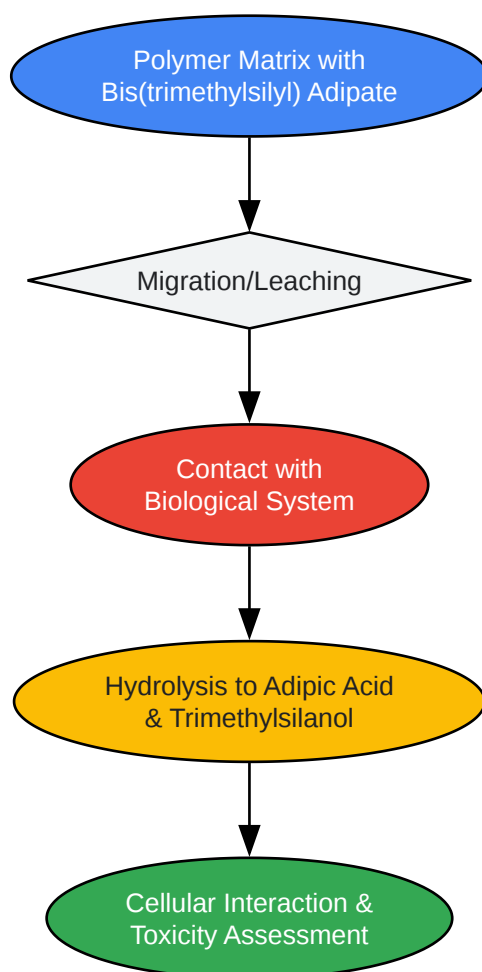 Polymer Matrix with
Bis(trimethylsilyl) Adipate
Migration/Leaching
Contact with
Biological System
Hydrolysis to Adipic Acid
& Trimethylsilanol
Cellular Interaction &
Toxicity Assessment